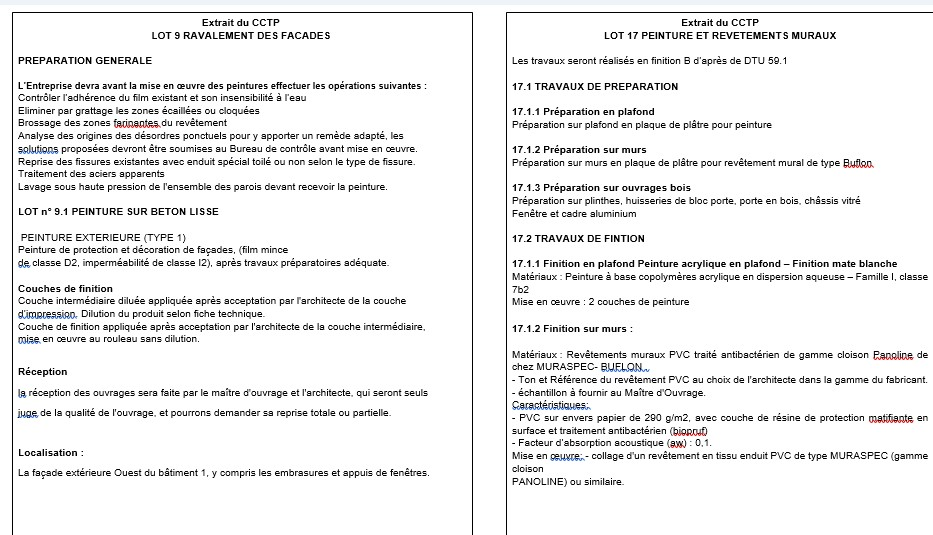 Extrait du CCTP
LOT 9 RAVALEMENT DES FACADES
PREPARATION GENERALE
L'Entreprise devra avant la mise en œuvre des peintures effectuer les opérations suivantes :
Contrôler l'adhérence du film existant et son insensibilité à l'eau
Eliminer par grattage les zones écaillées ou cloquées
Brossage des zones farinantes du revêtement
Analyse des origines des désordres ponctuels pour y apporter un remède adapté, les
solutions proposées devront être soumises au Bureau de contrôle avant mise en œuvre.
Reprise des fissures existantes avec enduit spécial toilé ou non selon le type de fissure.
Traitement des aciers apparents
Lavage sous haute pression de l'ensemble des parois devant recevoir la peinture.
LOT n° 9.1 PEINTURE SUR BETON LISSE
PEINTURE EXTERIEURE (TYPE 1)
Peinture de protection et décoration de façades, (film mince
de classe D2, imperméabilité de classe I2), après travaux préparatoires adéquate.
Couches de finition
Couche intermédiaire diluée appliquée après acceptation par l'architecte de la couche
d'impression. Dilution du produit selon fiche technique.
Couche de finition appliquée après acceptation par l'architecte de la couche intermédiaire,
mise en œuvre au rouleau sans dilution.
Réception
la réception des ouvrages sera faite par le maître d'ouvrage et l'architecte, qui seront seuls
juge de la qualité de l'ouvrage, et pourrons demander sa reprise totale ou partielle.
Localisation :
La façade extérieure Ouest du bâtiment 1, y compris les embrasures et appuis de fenêtres.
Extrait du CCTP
LOT 17 PEINTURE ET REVETEMENTS MURAUX
Les travaux seront réalisés en finition B d'après de DTU 59.1
17.1 TRAVAUX DE PREPARATION
17.1.1 Préparation en plafond
Préparation sur plafond en plaque de plâtre pour peinture
17.1.2 Préparation sur murs
Préparation sur murs en plaque de plâtre pour revêtement mural de type Buflon
17.1.3 Préparation sur ouvrages bois
Préparation sur plinthes, huisseries de bloc porte, porte en bois, châssis vitré
Fenêtre et cadre aluminium
17.2 TRAVAUX DE FINTION
17.1.1 Finition en plafond Peinture acrylique en plafond – Finition mate blanche
Matériaux : Peinture à base copolymères acrylique en dispersion aqueuse – Famille I, classe
7b2
Mise en œuvre : 2 couches de peinture
17.1.2 Finition sur murs :
Matériaux : Revêtements muraux PVC traité antibactérien de gamme cloison Panoline de
chez MURASPEC- BUFLON .
- Ton et Référence du revêtement PVC au choix de l'architecte dans la gamme du fabricant.
- échantillon à fournir au Maître d'Ouvrage.
Caractéristiques:
- PVC sur envers papier de 290 g/m2, avec couche de résine de protection matifiante en
surface et traitement antibactérien (biopruf)
- Facteur d'absorption acoustique (aw) : 0,1.
Mise en œuvre: - collage d'un revêtement en tissu enduit PVC de type MURASPEC (gamme
cloison
PANOLINE) ou similaire.